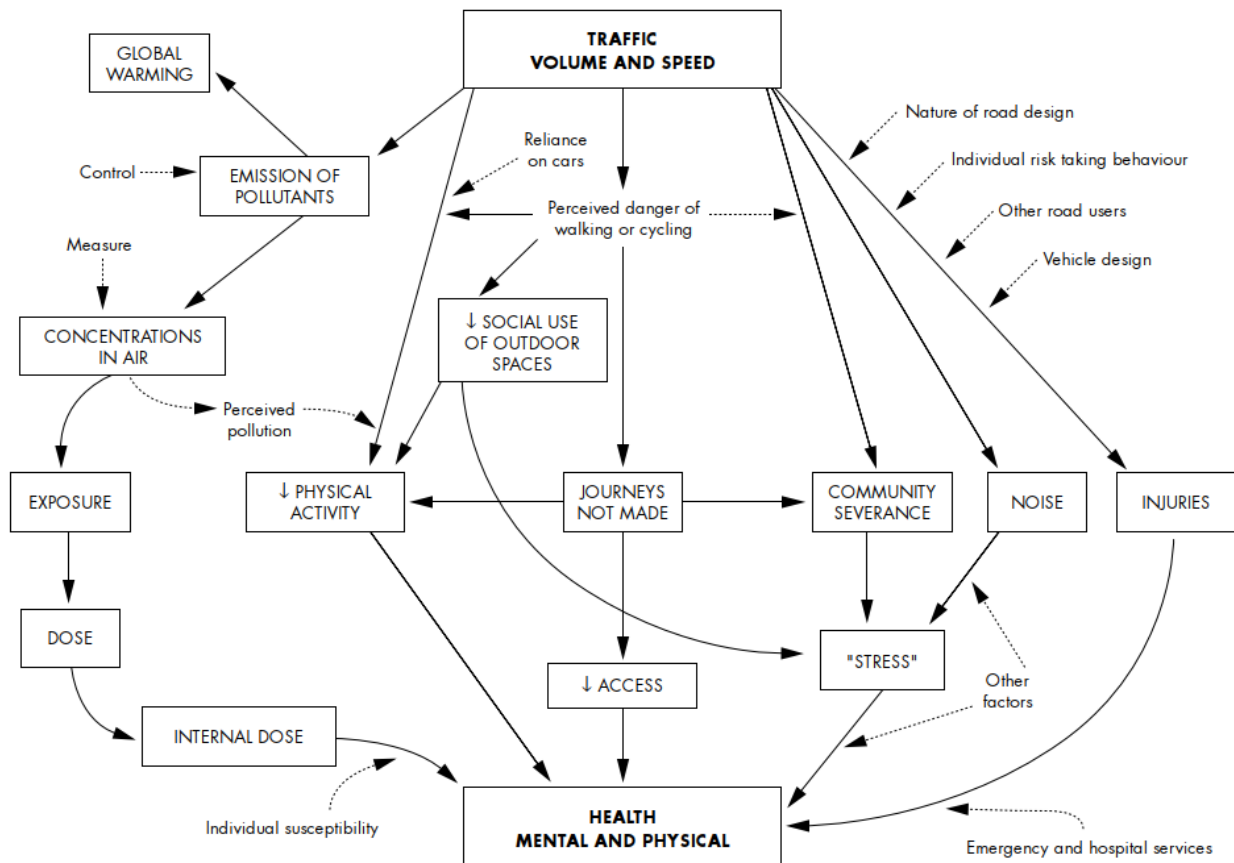 TRAFFIC
VOLUME AND SPEED
GLOBAL
WARMING
Nature of road design
Reliance
on cars
Control
EMISSION OF
POLLUTANTS
Individual risk taking behaviour
Perceived danger of
walking or cycling
Other road users
Measure
Vehicle design
CONCENTRATIONS
IN AIR
↓ SOCIAL USE
OF OUTDOOR
SPACES
Perceived
pollution
EXPOSURE
↓ PHYSICAL
ACTIVITY
JOURNEYS
NOT MADE
COMMUNITY
SEVERANCE
NOISE
INJURIES
DOSE
"STRESS"
↓ ACCESS
Other
factors
INTERNAL DOSE
Individual susceptibility
HEALTH
MENTAL AND PHYSICAL
Emergency and hospital services